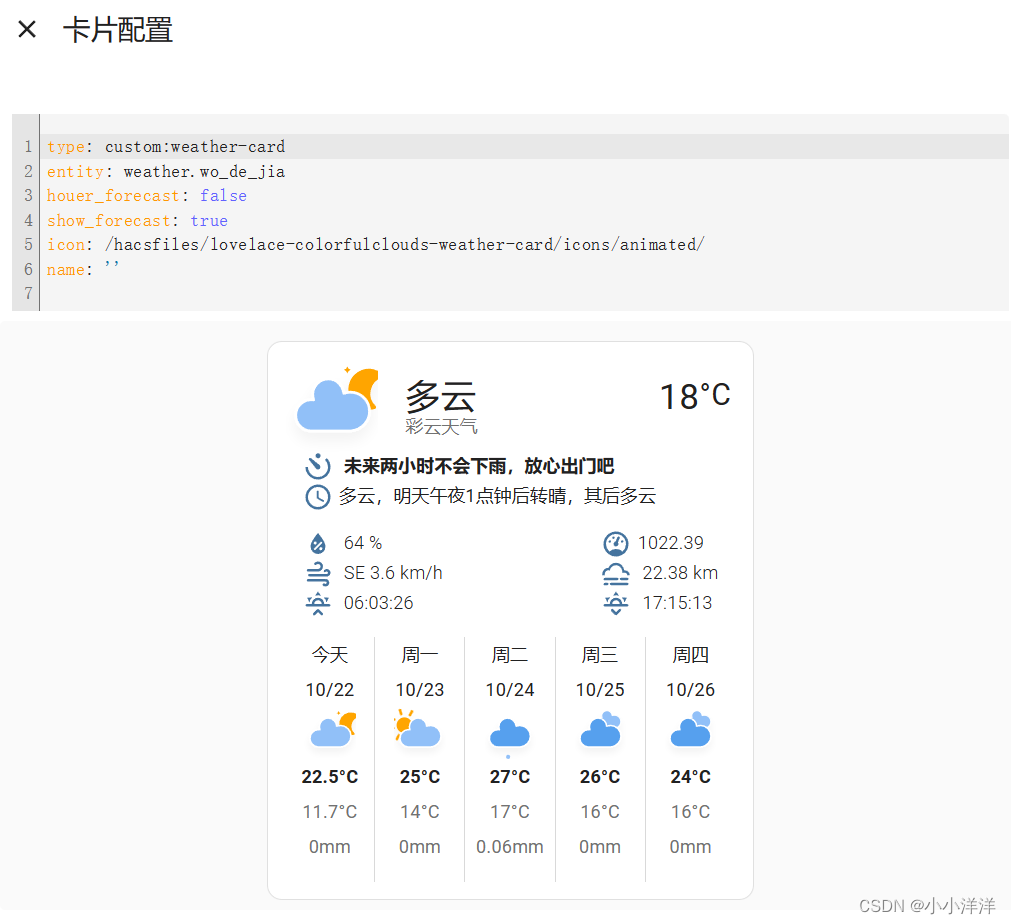 卡片配置
1 type: custom:weather-card
2 entity: weather.wo_de_jia
3 houer_forecast: false
4 show_forecast: true
5 icon: /hacsfiles/lovelace-colorfulclouds-weather-card/icons/animated/
6 name: ''
7
多云 18°C
彩云天气
未来两小时不会下雨，放心出门吧
多云，明天午夜1点钟后转晴，其后多云
64 % 1022.39
SE 3.6 km/h 22.38 km
06:03:26 17:15:13
今天 周一 周二 周三 周四
10/22 10/23 10/24 10/25 10/26
22.5°C 25°C 27°C 26°C 24°C
11.7°C 14°C 17°C 16°C 16°C
0mm 0mm 0.06mm 0mm 0mm
CSDN @小小洋洋